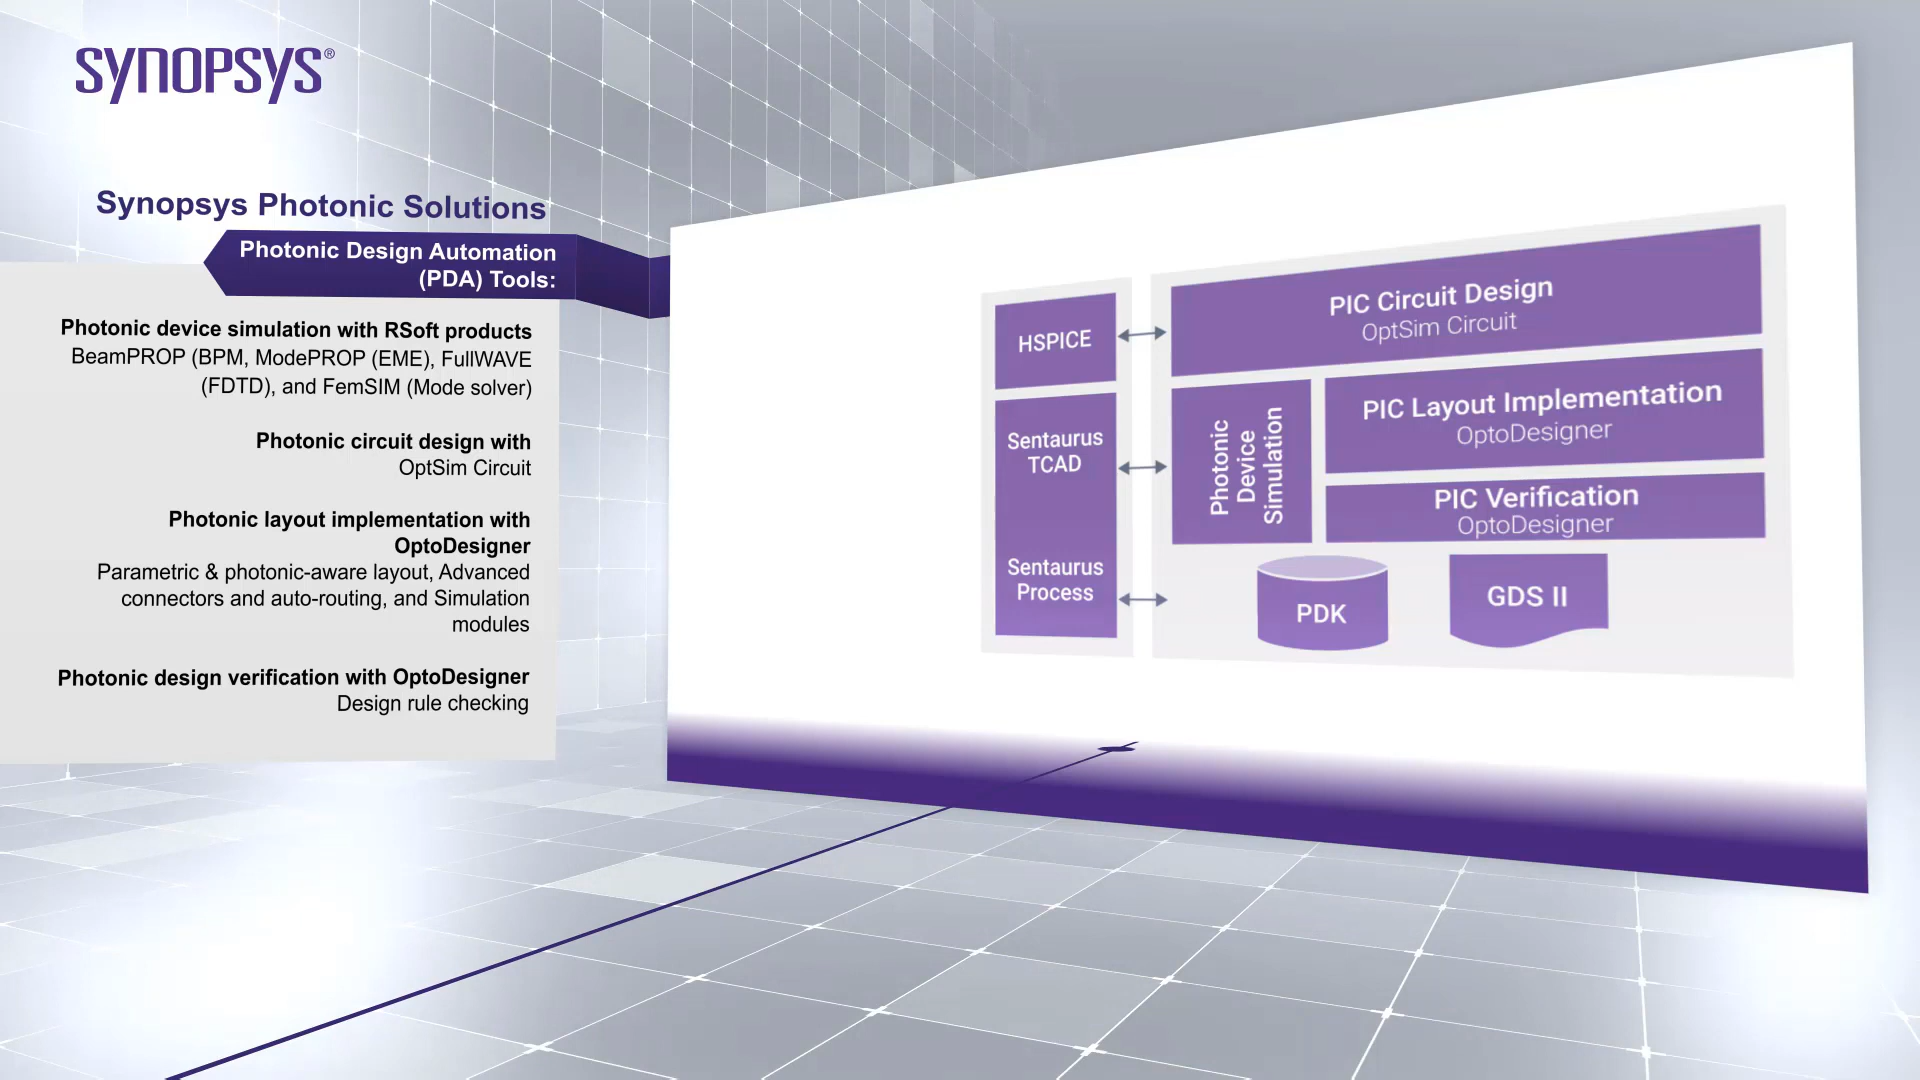 SYNOPSYS®
Synopsys Photonic Solutions
Photonic Design Automation
(PDA) Tools:
Photonic device simulation with RSoft products
BeamPROP (BPM, ModePROP (EME), FullWAVE
(FDTD), and FemSIM (Mode solver)
Photonic circuit design with
OptSim Circuit
Photonic layout implementation with
OptoDesigner
Parametric & photonic-aware layout, Advanced
connectors and auto-routing, and Simulation
modules
Photonic design verification with OptoDesigner
Design rule checking
HSPICE
Sentaurus
TCAD
Sentaurus
Process
PIC Circuit Design
OptSim Circuit
Photonic
Device
Simulation
PIC Layout Implementation
OptoDesigner
PIC Verification
OptoDesigner
PDK
GDS II